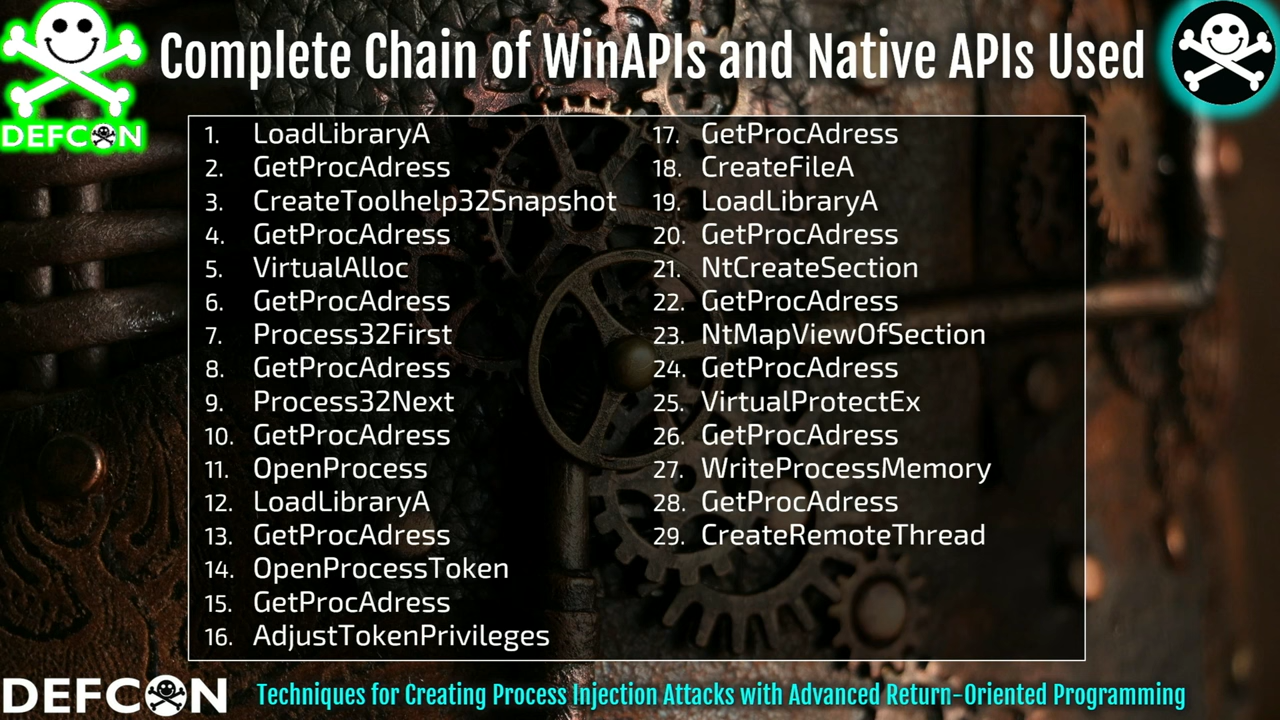 Complete Chain of WinAPIs and Native APIs Used
DEFCON
1. LoadLibraryA
2. GetProcAdress
3. CreateToolhelp32Snapshot
4. GetProcAdress
5. VirtualAlloc
6. GetProcAdress
7. Process32First
8. GetProcAdress
9. Process32Next
10. GetProcAdress
11. OpenProcess
12. LoadLibraryA
13. GetProcAdress
14. OpenProcessToken
15. GetProcAdress
16. AdjustTokenPrivileges
17. GetProcAdress
18. CreateFileA
19. LoadLibraryA
20. GetProcAdress
21. NtCreateSection
22. GetProcAdress
23. NtMapViewOfSection
24. GetProcAdress
25. VirtualProtectEx
26. GetProcAdress
27. WriteProcessMemory
28. GetProcAdress
29. CreateRemoteThread
DEFCON
Techniques for Creating Process Injection Attacks with Advanced Return-Oriented Programming